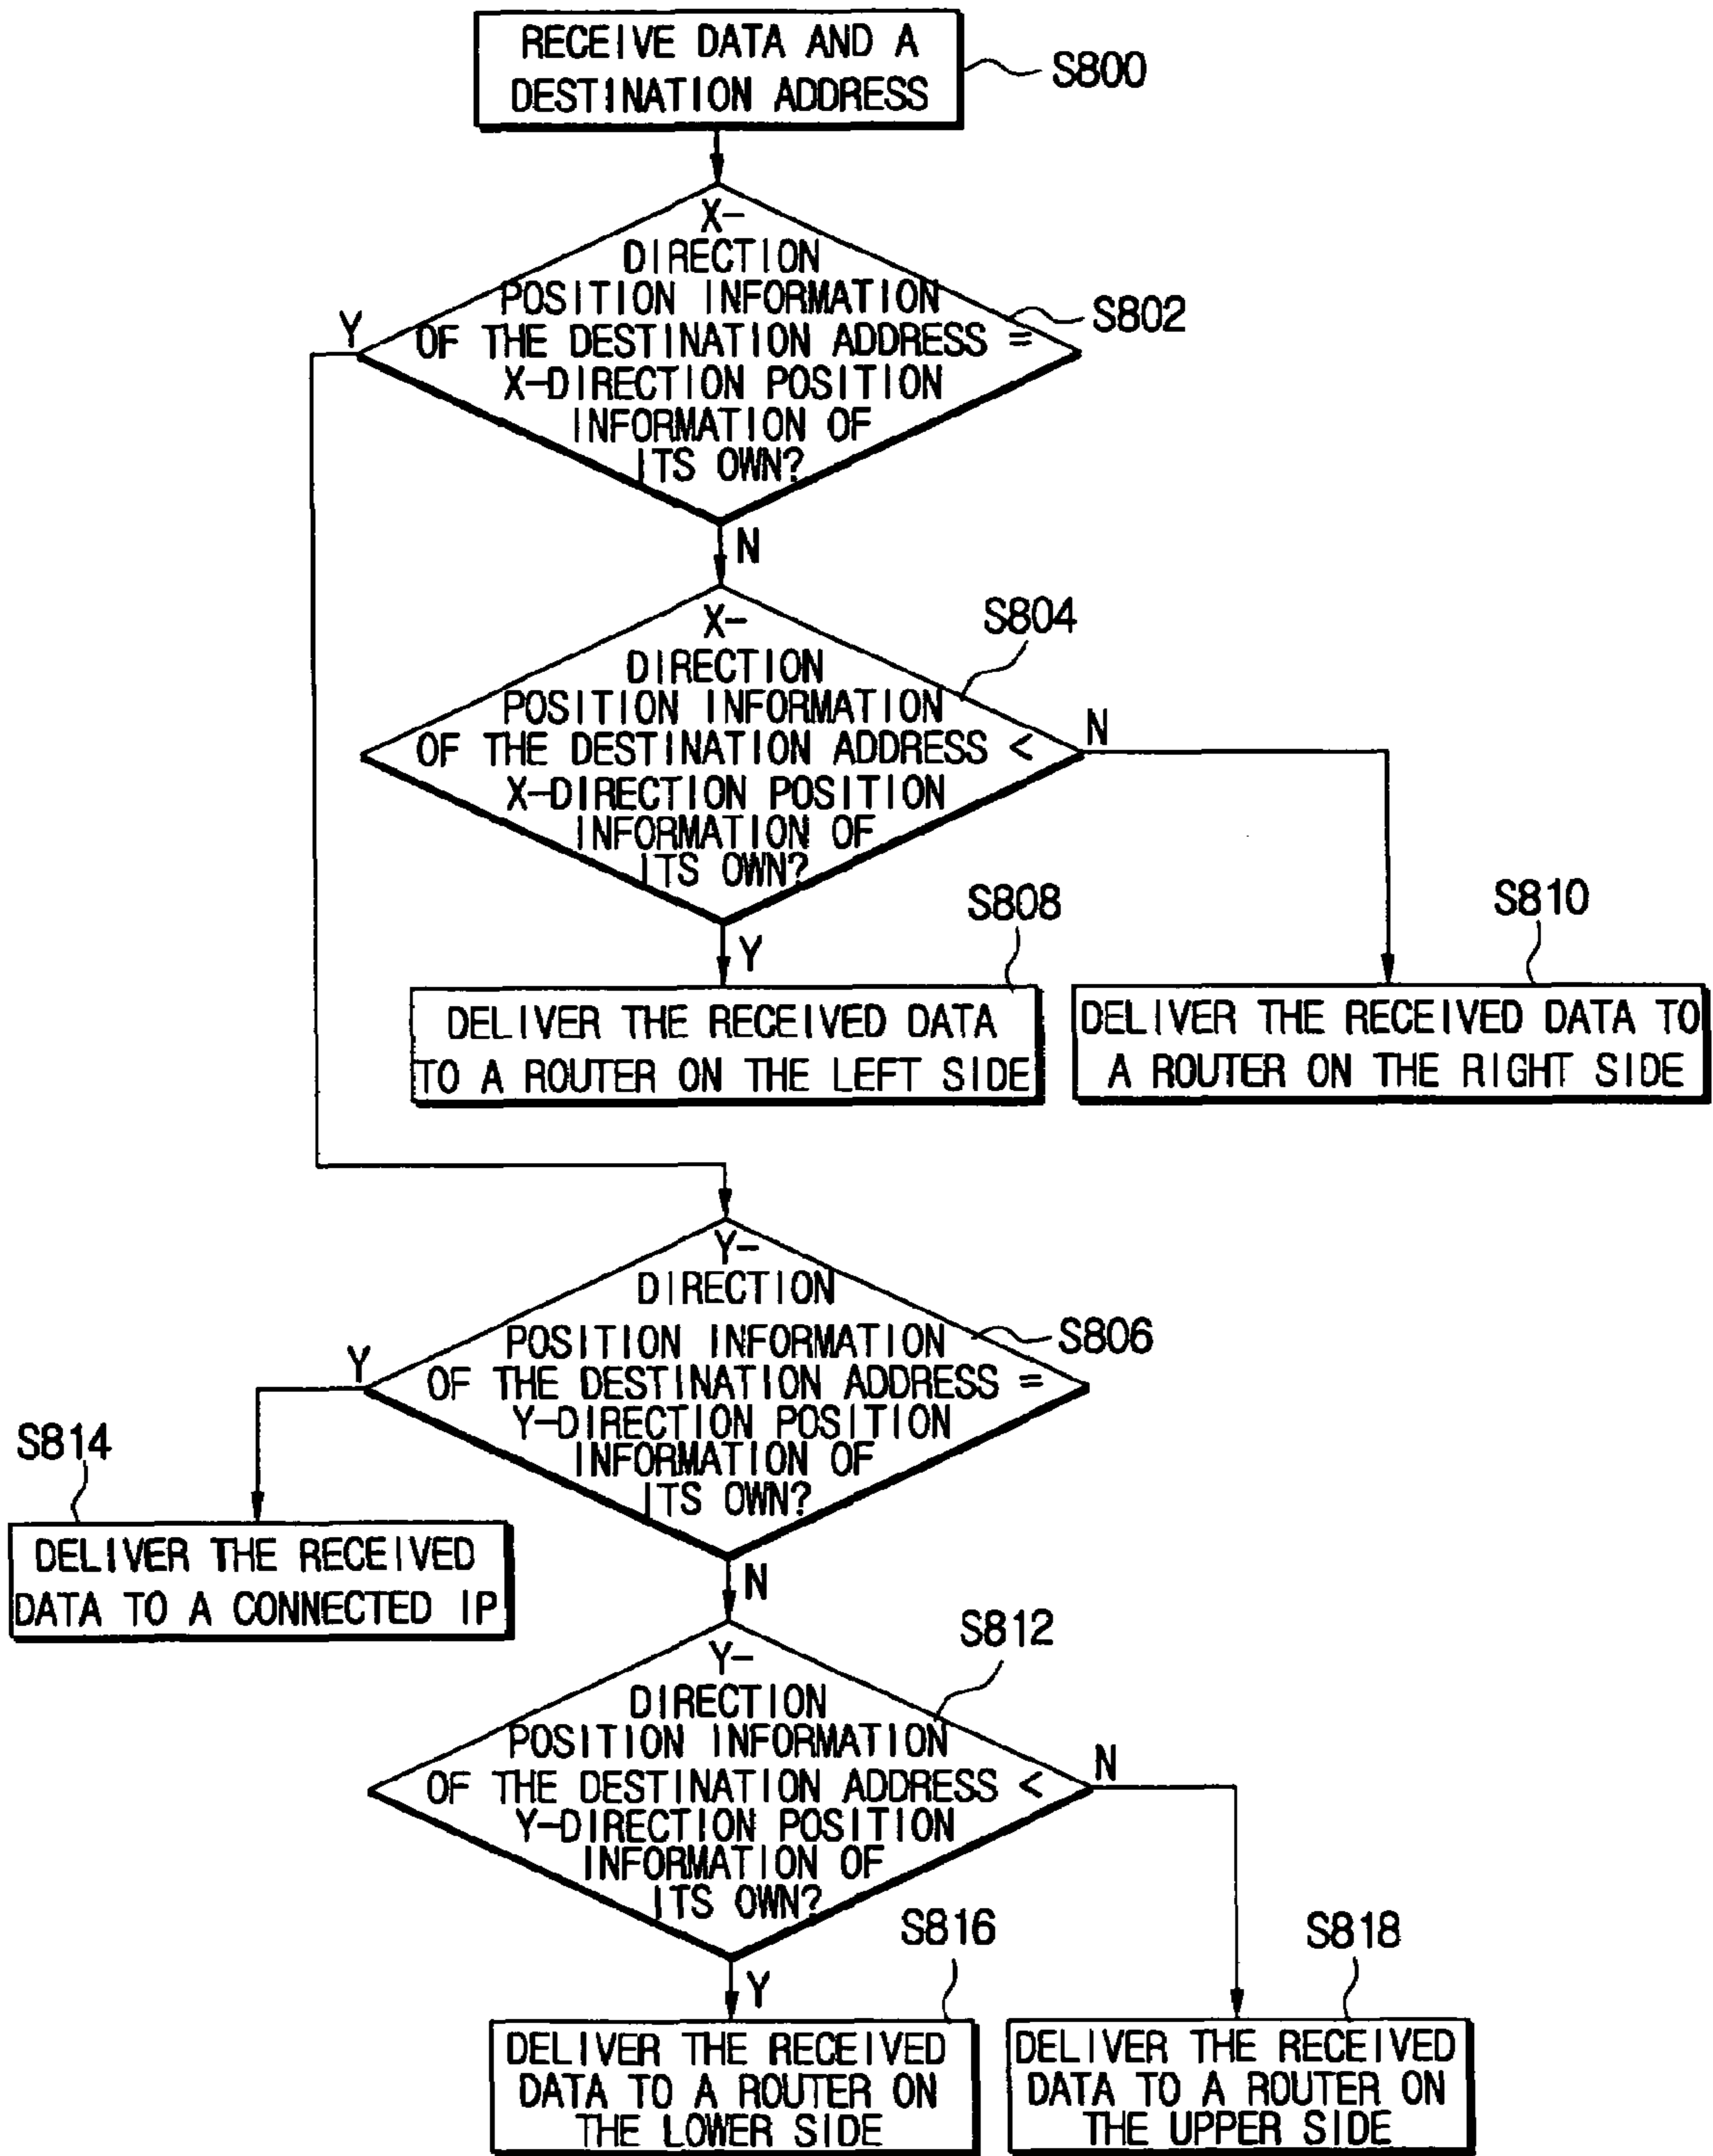 RECEIVE DATA AND A
DESTINATION ADDRESS
S800
X-
DIRECTION
POSITION INFORMATION
OF THE DESTINATION ADDRESS =
X-DIRECTION POSITION
INFORMATION OF
ITS OWN?
S802
Y
N
X-
DIRECTION
POSITION INFORMATION
OF THE DESTINATION ADDRESS <
X-DIRECTION POSITION
INFORMATION OF
ITS OWN?
S804
N
Y
S808
DELIVER THE RECEIVED DATA
TO A ROUTER ON THE LEFT SIDE
S810
DELIVER THE RECEIVED DATA TO
A ROUTER ON THE RIGHT SIDE
Y-
DIRECTION
POSITION INFORMATION
OF THE DESTINATION ADDRESS =
Y-DIRECTION POSITION
INFORMATION OF
ITS OWN?
S806
Y
S814
DELIVER THE RECEIVED
DATA TO A CONNECTED IP
N
Y-
DIRECTION
POSITION INFORMATION
OF THE DESTINATION ADDRESS <
Y-DIRECTION POSITION
INFORMATION OF
ITS OWN?
S812
N
Y
S816
DELIVER THE RECEIVED
DATA TO A ROUTER ON
THE LOWER SIDE
S818
DELIVER THE RECEIVED
DATA TO A ROUTER ON
THE UPPER SIDE